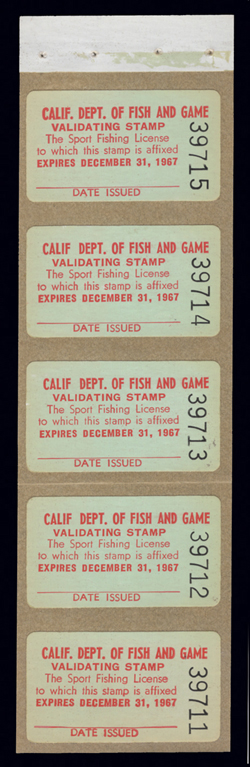 CALIF. DEPT. OF FISH AND GAME
VALIDATING STAMP
The Sport Fishing License
to which this stamp is affixed
EXPIRES DECEMBER 31, 1967
DATE ISSUED
39715
CALIF DEPT. OF FISH AND GAME
VALIDATING STAMP
The Sport Fishing License
to which this stamp is affixed
EXPIRES DECEMBER 31, 1967
DATE ISSUED
39714
CALIF DEPT. OF FISH AND GAME
VALIDATING STAMP
The Sport Fishing License
to which this stamp is affixed
EXPIRES DECEMBER 31, 1967
DATE ISSUED
39713
CALIF DEPT. OF FISH AND GAME
VALIDATING STAMP
The Sport Fishing License
to which this stamp is affixed
EXPIRES DECEMBER 31, 1967
DATE ISSUED
39712
CALIF. DEPT. OF FISH AND GAME
VALIDATING STAMP
The Sport Fishing License
to which this stamp is affixed
EXPIRES DECEMBER 31, 1967
DATE ISSUED
39711